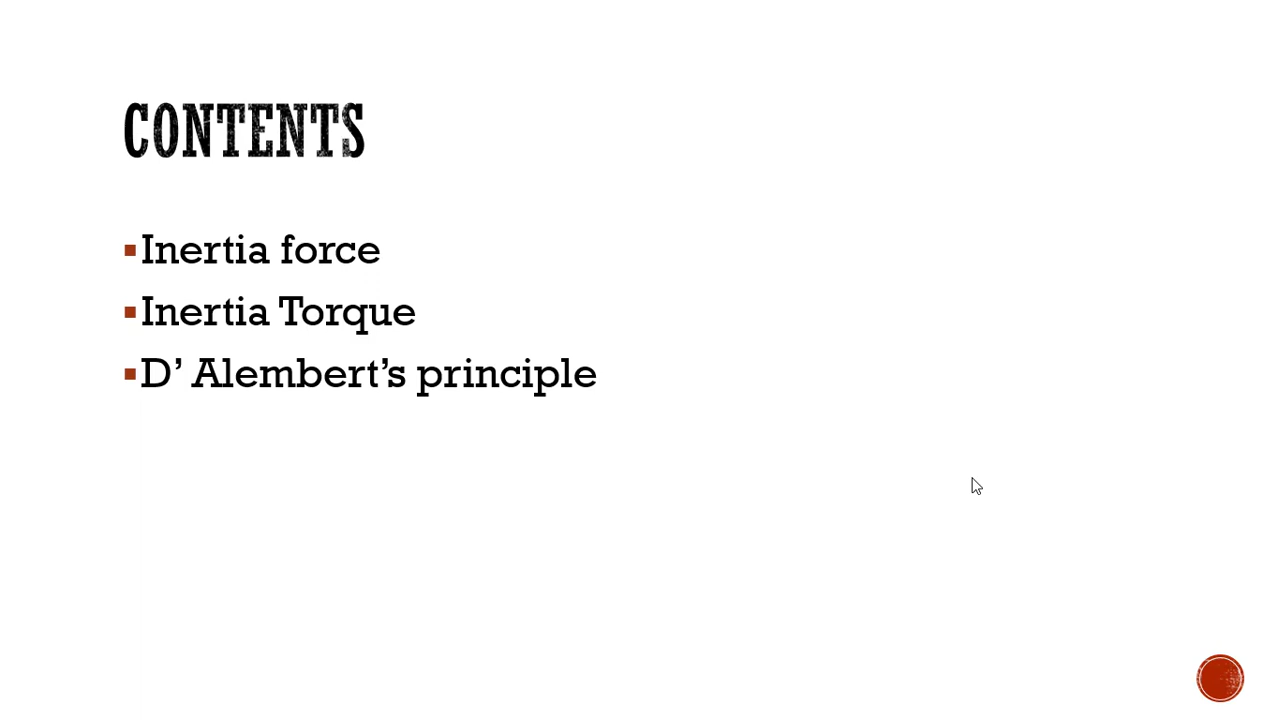 CONTENTS
Inertia force
Inertia Torque
D’ Alembert’s principle